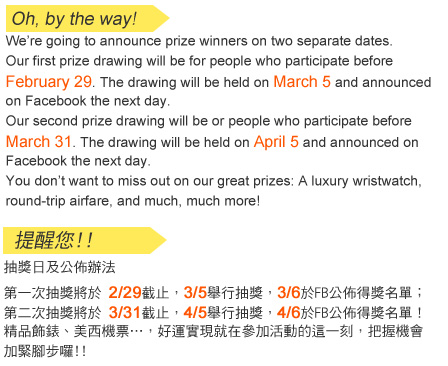 Oh, by the way!
We're going to announce prize winners on two separate dates.
Our first prize drawing will be for people who participate before
February 29. The drawing will be held on March 5 and announced
on Facebook the next day.
Our second prize drawing will be or people who participate before
March 31. The drawing will be held on April 5 and announced on
Facebook the next day.
You don't want to miss out on our great prizes: A luxury wristwatch,
round-trip airfare, and much, much more!
提醒您!!
抽獎日及公佈辦法
第一次抽獎將於 2/29截止，3/5舉行抽獎，3/6於FB公佈得獎名單；
第二次抽獎將於 3/31截止，4/5舉行抽獎，4/6於FB公佈得獎名單！
精品飾錶、美西機票…，好運實現就在參加活動的這一刻，把握機會
加緊腳步囉!!